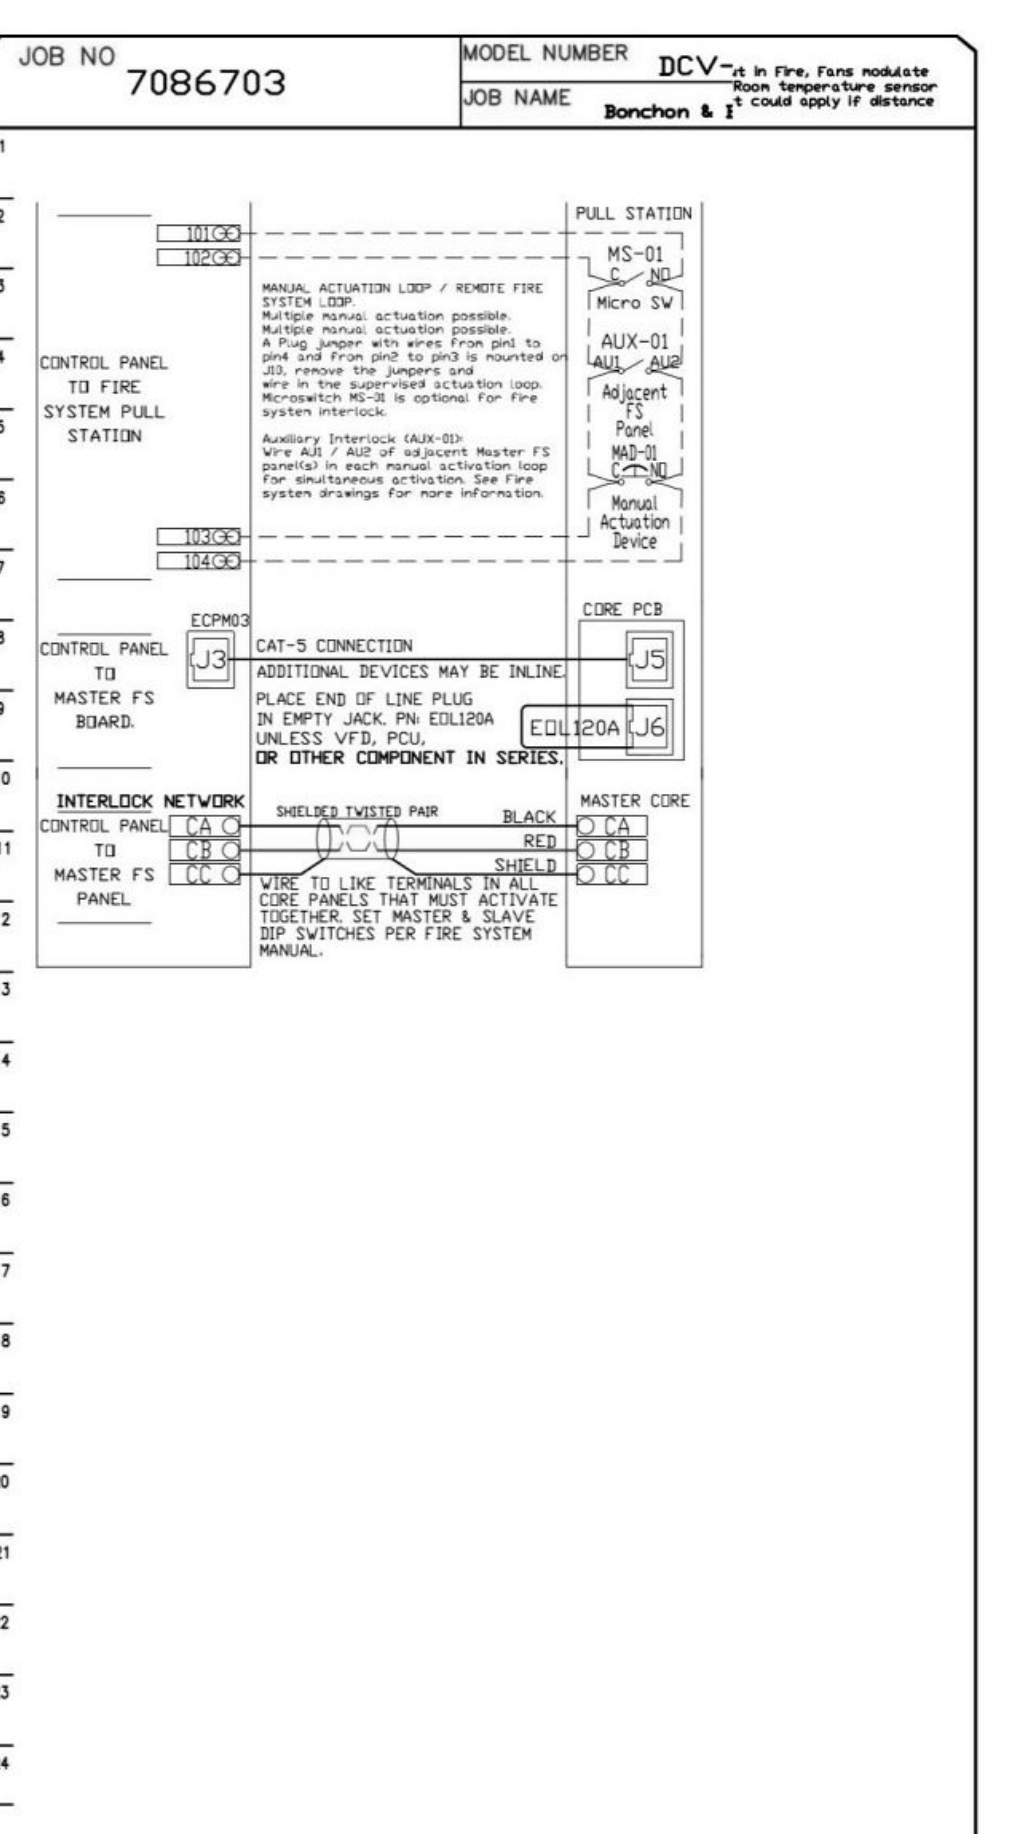 JOB NO
7086703
MODEL NUMBER
DCV-
JOB NAME
Bonchon &
t in Fire, Fans modulate
Room temperature sensor
t could apply if distance
1
2
3
4
5
6
7
8
9
0
11
2
3
4
5
6
7
8
9
0
21
2
3
4
CONTROL PANEL
TO FIRE
SYSTEM PULL
STATION
101
102
103
104
MANUAL ACTUATION LOOP / REMOTE FIRE
SYSTEM LOOP.
Multiple manual actuation possible.
Multiple manual actuation possible.
A Plug jumper with wires from pin1 to
pin4 and from pin2 to pin3 is mounted on
J10, remove the jumpers and
wire in the supervised actuation loop.
Microswitch MS-01 is optional for fire
system interlock.
Auxiliary Interlock (AUX-01):
Wire AU1 / AU2 of adjacent Master FS
panel(s) in each manual activation loop
for simultaneous activation. See Fire
system drawings for more information.
PULL STATION
MS-01
C NO
Micro SW
AUX-01
AU1 AU2
Adjacent
FS
Panel
MAD-01
C NO
Manual
Actuation
Device
CONTROL PANEL
TO
MASTER FS
BOARD.
ECPM03
J3
CAT-5 CONNECTION
ADDITIONAL DEVICES MAY BE INLINE.
PLACE END OF LINE PLUG
IN EMPTY JACK. PN: EOL120A
UNLESS VFD, PCU,
OR OTHER COMPONENT IN SERIES.
CORE PCB
J5
EOL120A J6
INTERLOCK NETWORK
CONTROL PANEL
TO
MASTER FS
PANEL
CA
CB
CC
SHIELDED TWISTED PAIR
BLACK
RED
SHIELD
WIRE TO LIKE TERMINALS IN ALL
CORE PANELS THAT MUST ACTIVATE
TOGETHER. SET MASTER & SLAVE
DIP SWITCHES PER FIRE SYSTEM
MANUAL.
MASTER CORE
CA
CB
CC